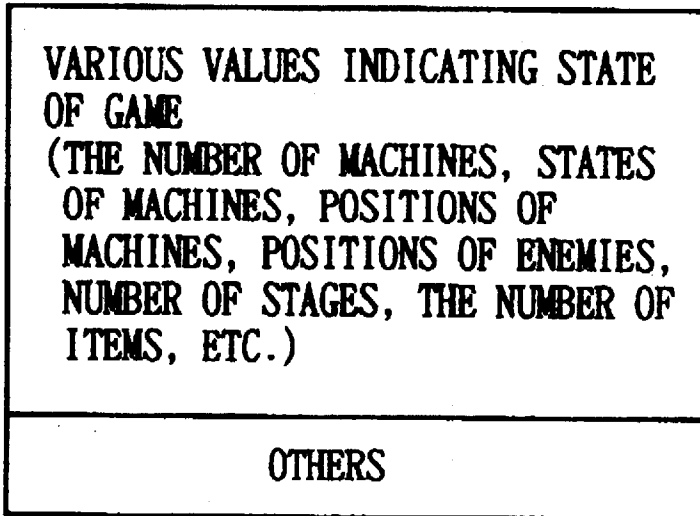 VARIOUS VALUES INDICATING STATE
OF GAME
(THE NUMBER OF MACHINES, STATES
OF MACHINES, POSITIONS OF
MACHINES, POSITIONS OF ENEMIES,
NUMBER OF STAGES, THE NUMBER OF
ITEMS, ETC.)
OTHERS